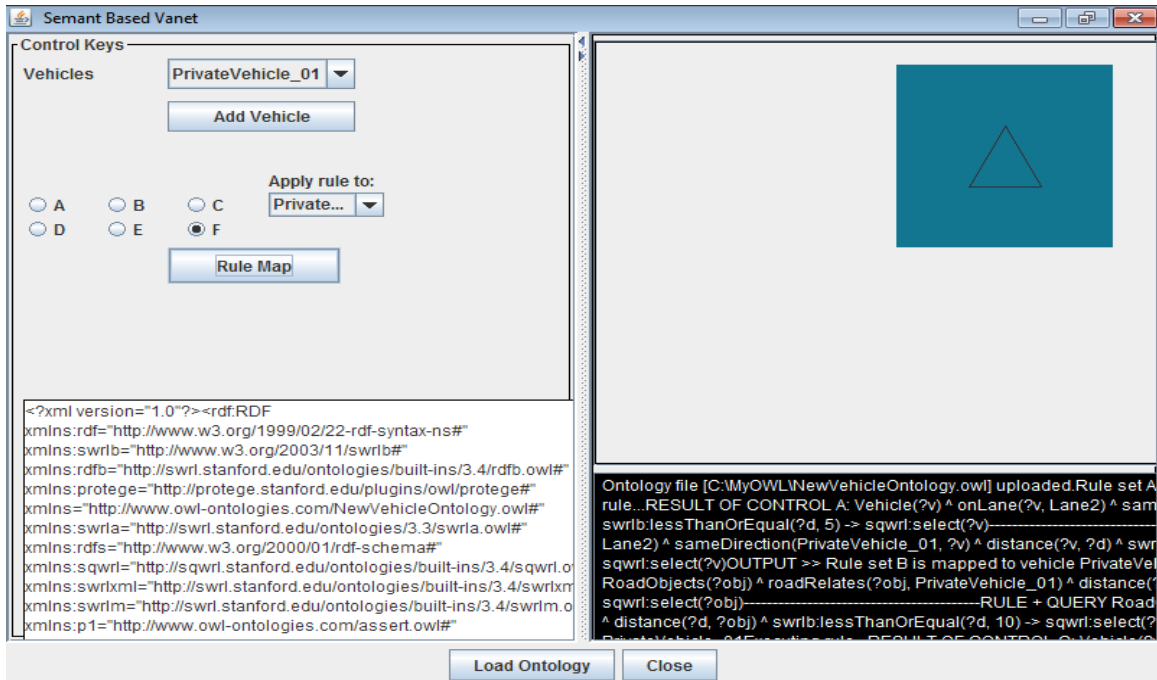 Semant Based Vanet
Control Keys
Vehicles
PrivateVehicle_01
Add Vehicle
Apply rule to:
A B C Private...
D E F
Rule Map
<?xml version="1.0"?><rdf:RDF
xmlns:rdf="http://www.w3.org/1999/02/22-rdf-syntax-ns#"
xmlns:swrlb="http://www.w3.org/2003/11/swrlb#"
xmlns:rdfb="http://swrl.stanford.edu/ontologies/built-ins/3.4/rdfb.owl#"
xmlns:protege="http://protege.stanford.edu/plugins/owl/protege#"
xmlns="http://www.owl-ontologies.com/NewVehicleOntology.owl#"
xmlns:swrla="http://swrl.stanford.edu/ontologies/3.3/swrla.owl#"
xmlns:rdfs="http://www.w3.org/2000/01/rdf-schema#"
xmlns:sqwrl="http://sqwrl.stanford.edu/ontologies/built-ins/3.4/sqwrl.o
xmlns:swrlxml="http://swrl.stanford.edu/ontologies/built-ins/3.4/swrlxm
xmlns:swrlm="http://swrl.stanford.edu/ontologies/built-ins/3.4/swrlm.o
xmlns:p1="http://www.owl-ontologies.com/assert.owl#"
Ontology file [C:\MyOWL\NewVehicleOntology.owl] uploaded.Rule set A
rule...RESULT OF CONTROL A: Vehicle(?v) ^ onLane(?v, Lane2) ^ sam
swrlb:lessThanOrEqual(?d, 5) -> sqwrl:select(?v)------------------------------
Lane2) ^ sameDirection(PrivateVehicle_01, ?v) ^ distance(?v, ?d) ^ swr
sqwrl:select(?v)OUTPUT >> Rule set B is mapped to vehicle PrivateVel
RoadObjects(?obj) ^ roadRelates(?obj, PrivateVehicle_01) ^ distance(?
sqwrl:select(?obj)------------------------------------------RULE + QUERY Road
^ distance(?d, ?obj) ^ swrlb:lessThanOrEqual(?d, 10) -> sqwrl:select(?
Load Ontology
Close